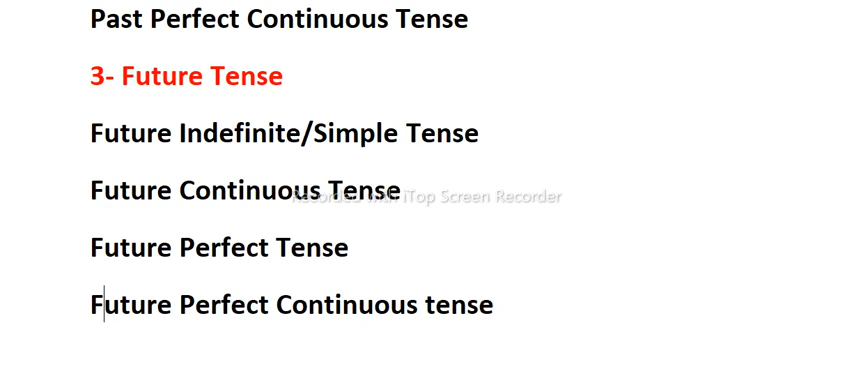 Past Perfect Continuous Tense
3- Future Tense
Future Indefinite/Simple Tense
Future Continuous Tense
Recorded with iTop Screen Recorder
Future Perfect Tense
Future Perfect Continuous tense